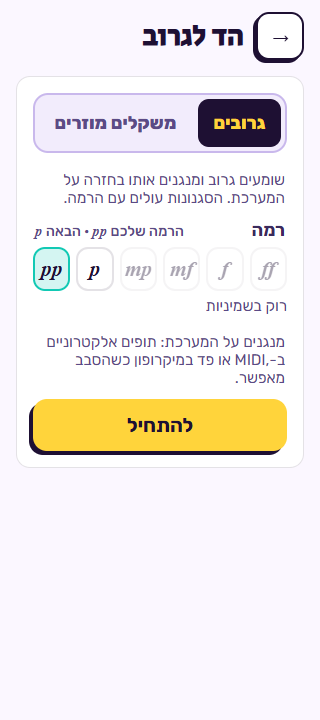 → הד לגרוב
גרובים משקלים מוזרים
שומעים גרוב ומנגנים אותו בחזרה על
המערכת. הסגנונות עולים עם הרמה.
רמה הרמה שלכם pp • הבאה p
ff f mf mp p pp
רוק בשמיניות
מנגנים על המערכת: תופים אלקטרוניים
ב-MIDI, או פד במיקרופון כשהסבב
מאפשר.
להתחיל